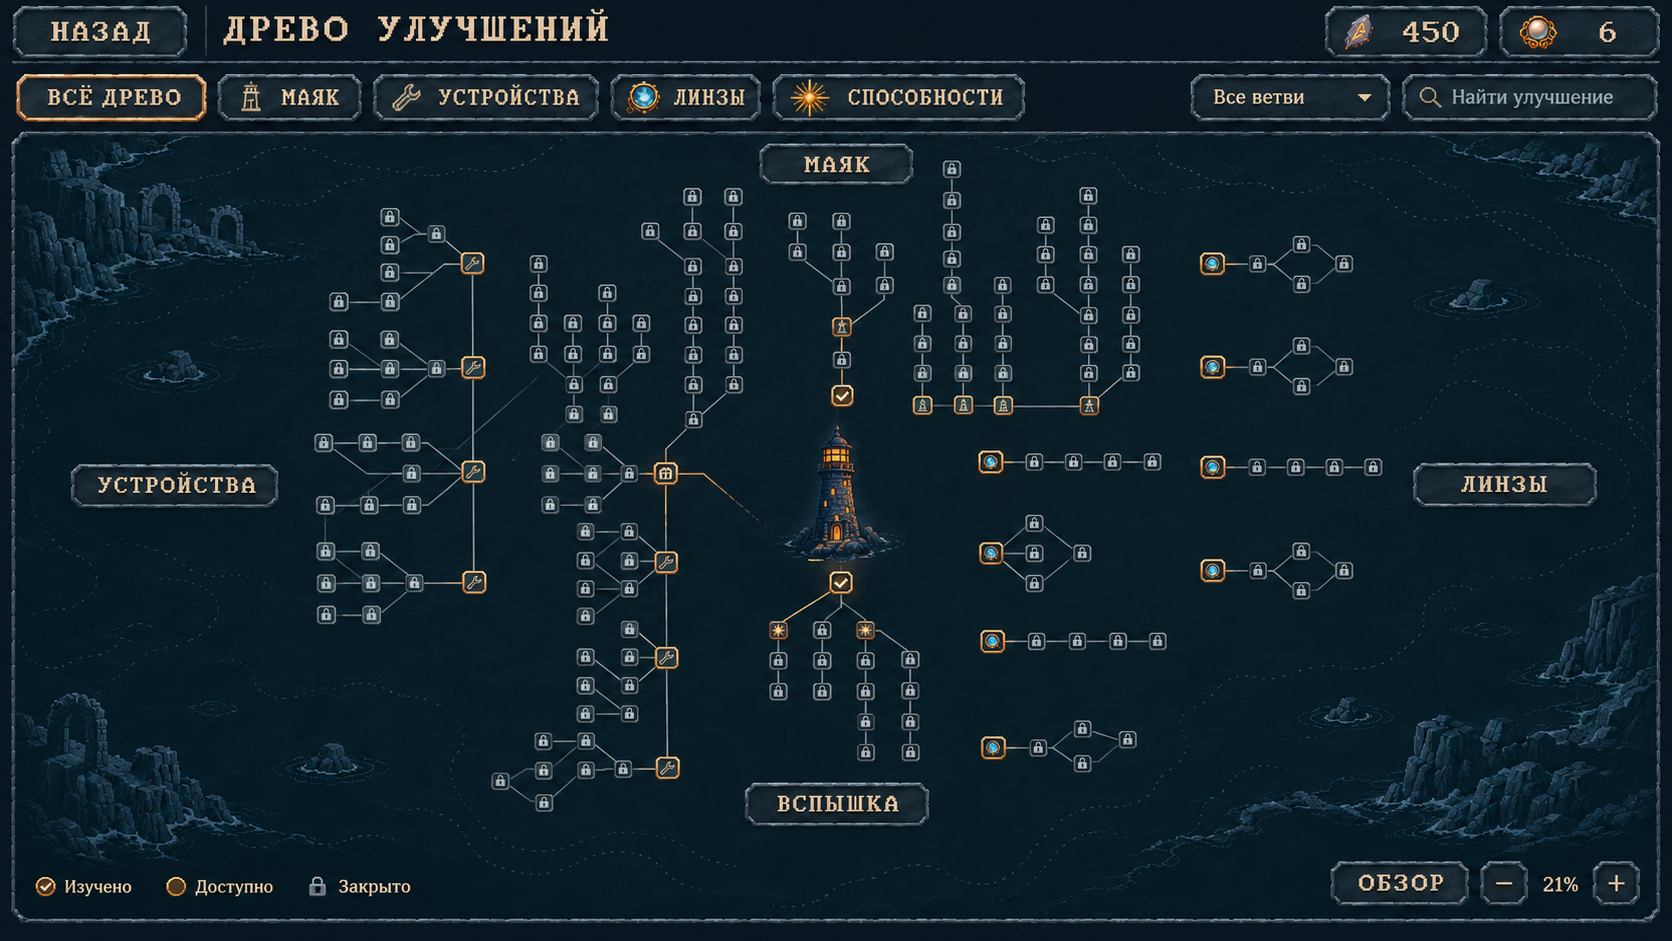 НАЗАД
ДРЕВО УЛУЧШЕНИЙ
450
6
ВСЁ ДРЕВО
МАЯК
УСТРОЙСТВА
ЛИНЗЫ
СПОСОБНОСТИ
Все ветви
Найти улучшение
МАЯК
УСТРОЙСТВА
ЛИНЗЫ
ВСПЫШКА
Изучено
Доступно
Закрыто
ОБЗОР
− 21% +